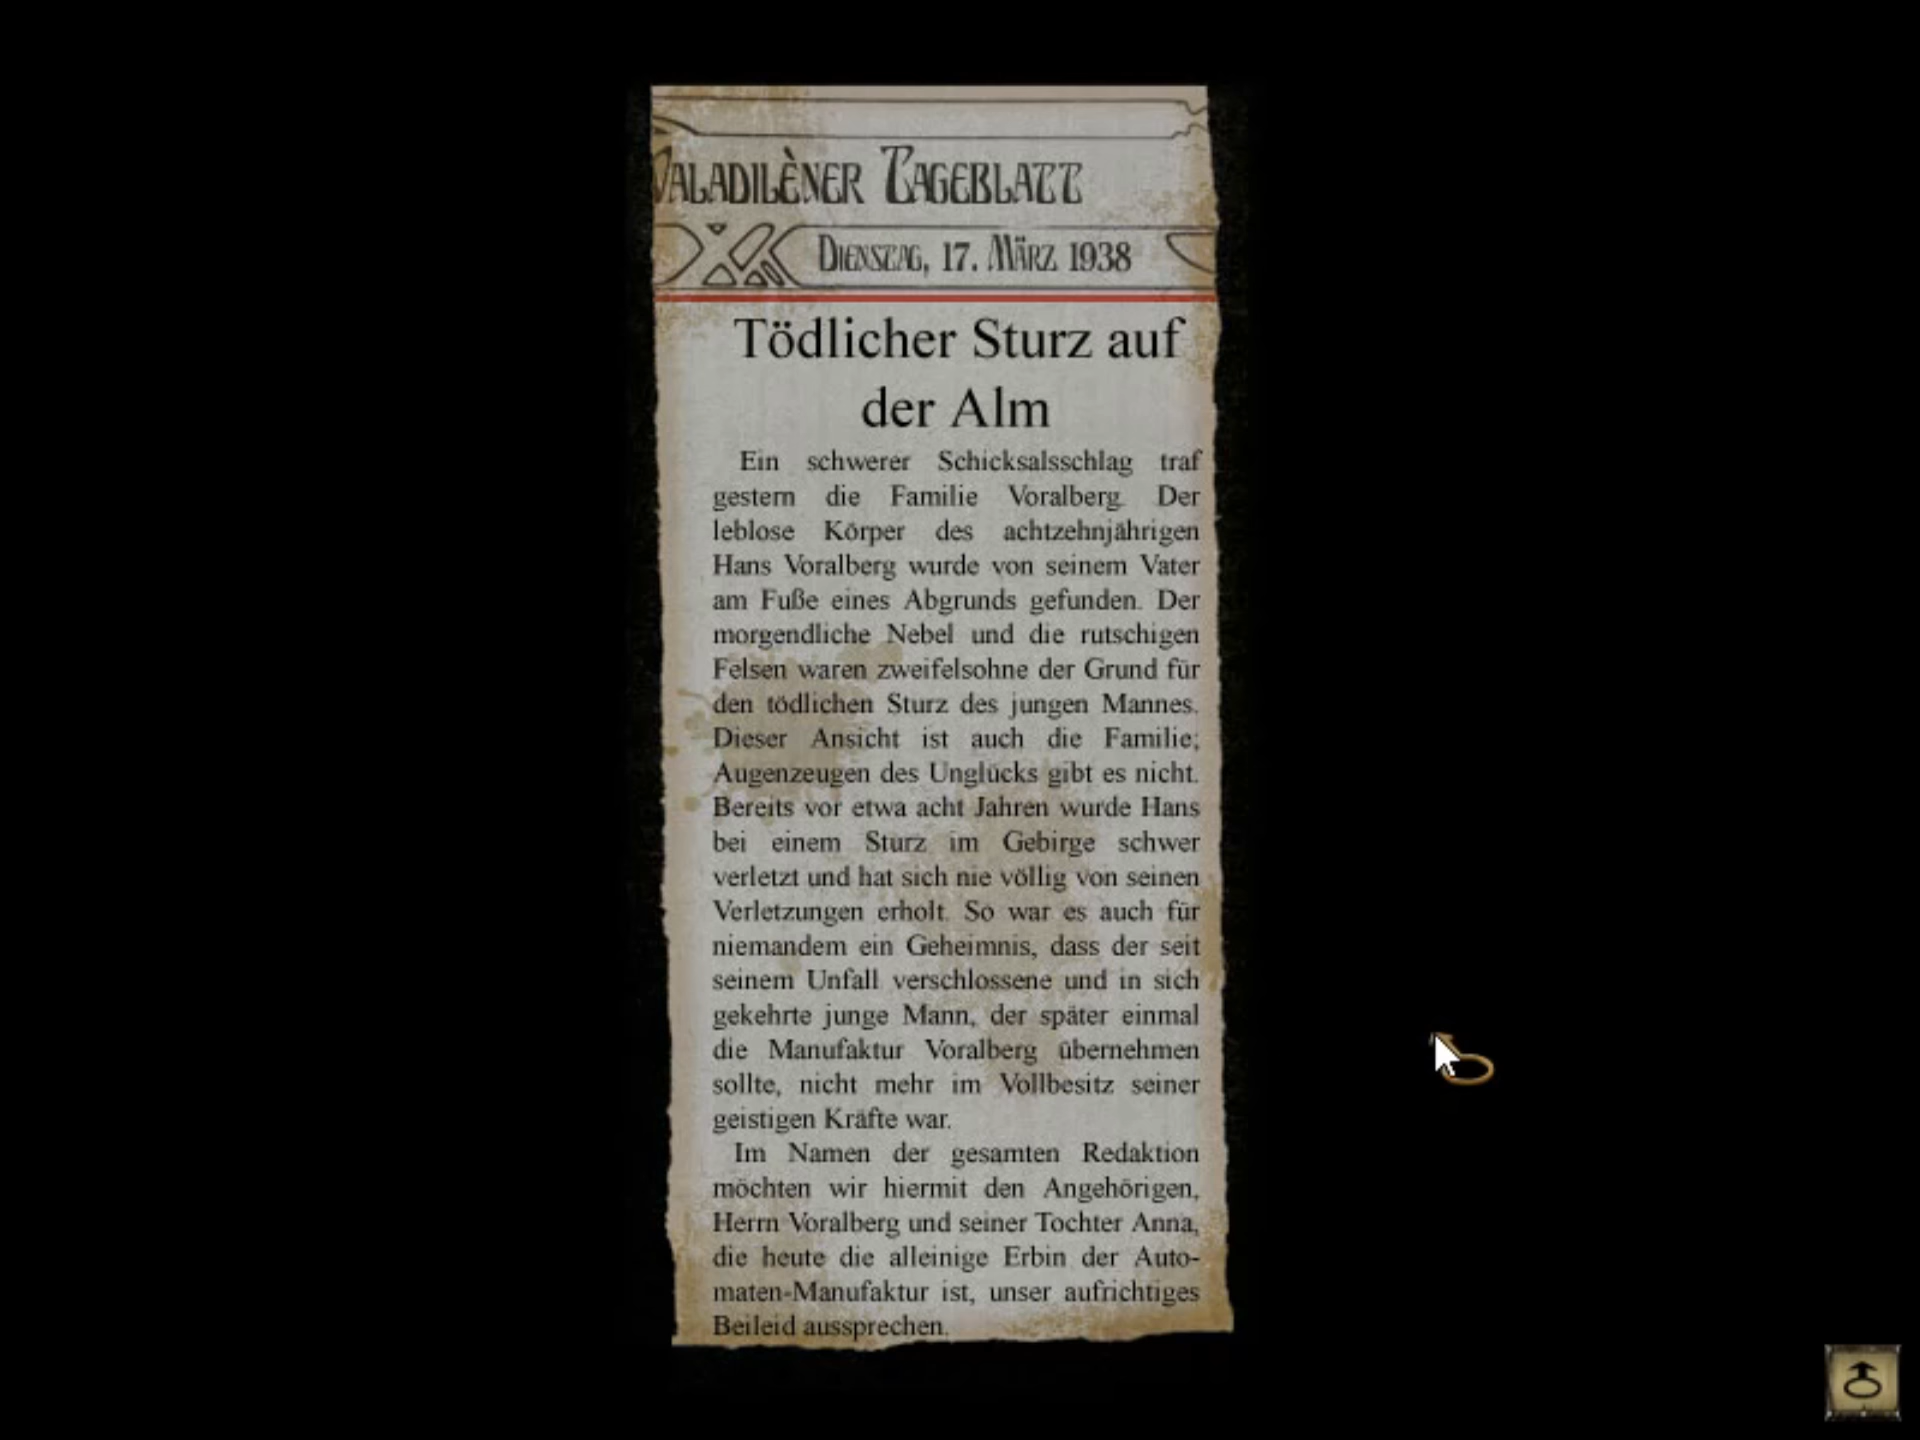 Valadilèner Tageblatt
Dienstag, 17. März 1938
Tödlicher Sturz auf
der Alm
Ein schwerer Schicksalsschlag traf
gestern die Familie Voralberg. Der
leblose Körper des achtzehnjährigen
Hans Voralberg wurde von seinem Vater
am Fuße eines Abgrunds gefunden. Der
morgendliche Nebel und die rutschigen
Felsen waren zweifelsohne der Grund für
den tödlichen Sturz des jungen Mannes.
Dieser Ansicht ist auch die Familie;
Augenzeugen des Unglücks gibt es nicht.
Bereits vor etwa acht Jahren wurde Hans
bei einem Sturz im Gebirge schwer
verletzt und hat sich nie völlig von seinen
Verletzungen erholt. So war es auch für
niemandem ein Geheimnis, dass der seit
seinem Unfall verschlossene und in sich
gekehrte junge Mann, der später einmal
die Manufaktur Voralberg übernehmen
sollte, nicht mehr im Vollbesitz seiner
geistigen Kräfte war.
Im Namen der gesamten Redaktion
möchten wir hiermit den Angehörigen,
Herrn Voralberg und seiner Tochter Anna,
die heute die alleinige Erbin der Auto-
maten-Manufaktur ist, unser aufrichtiges
Beileid aussprechen.